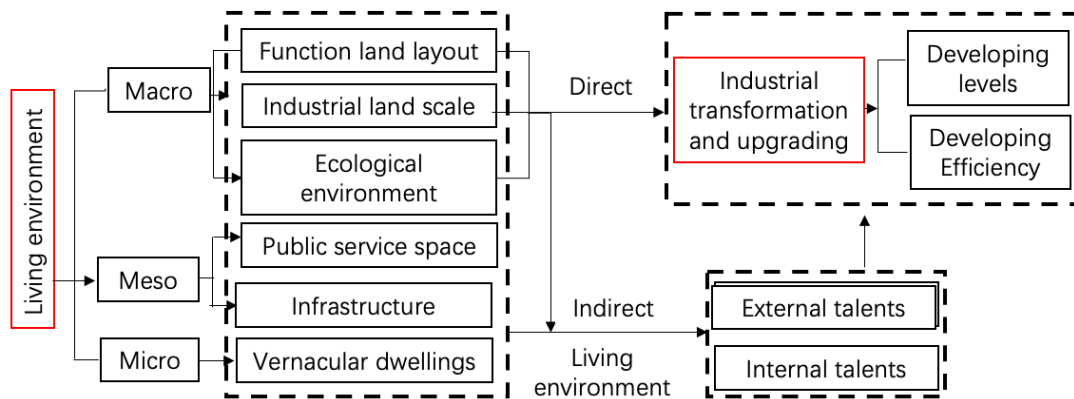 Living environment
Macro
Meso
Micro
Function land layout
Industrial land scale
Ecological
environment
Public service space
Infrastructure
Vernacular dwellings
Direct
Indirect
Living
environment
Industrial
transformation
and upgrading
Developing
levels
Developing
Efficiency
External talents
Internal talents